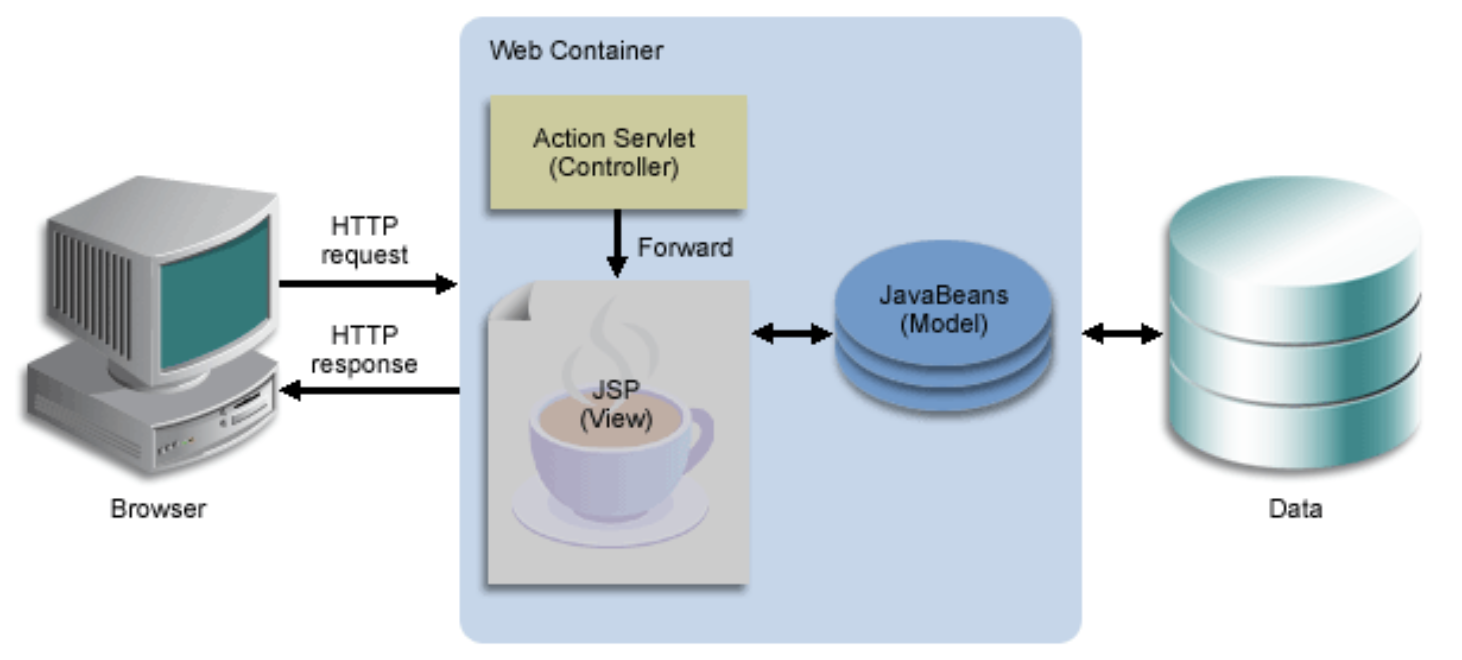 Web Container
Action Servlet
(Controller)
HTTP
request
Forward
HTTP
response
JSP
(View)
JavaBeans
(Model)
Browser
Data